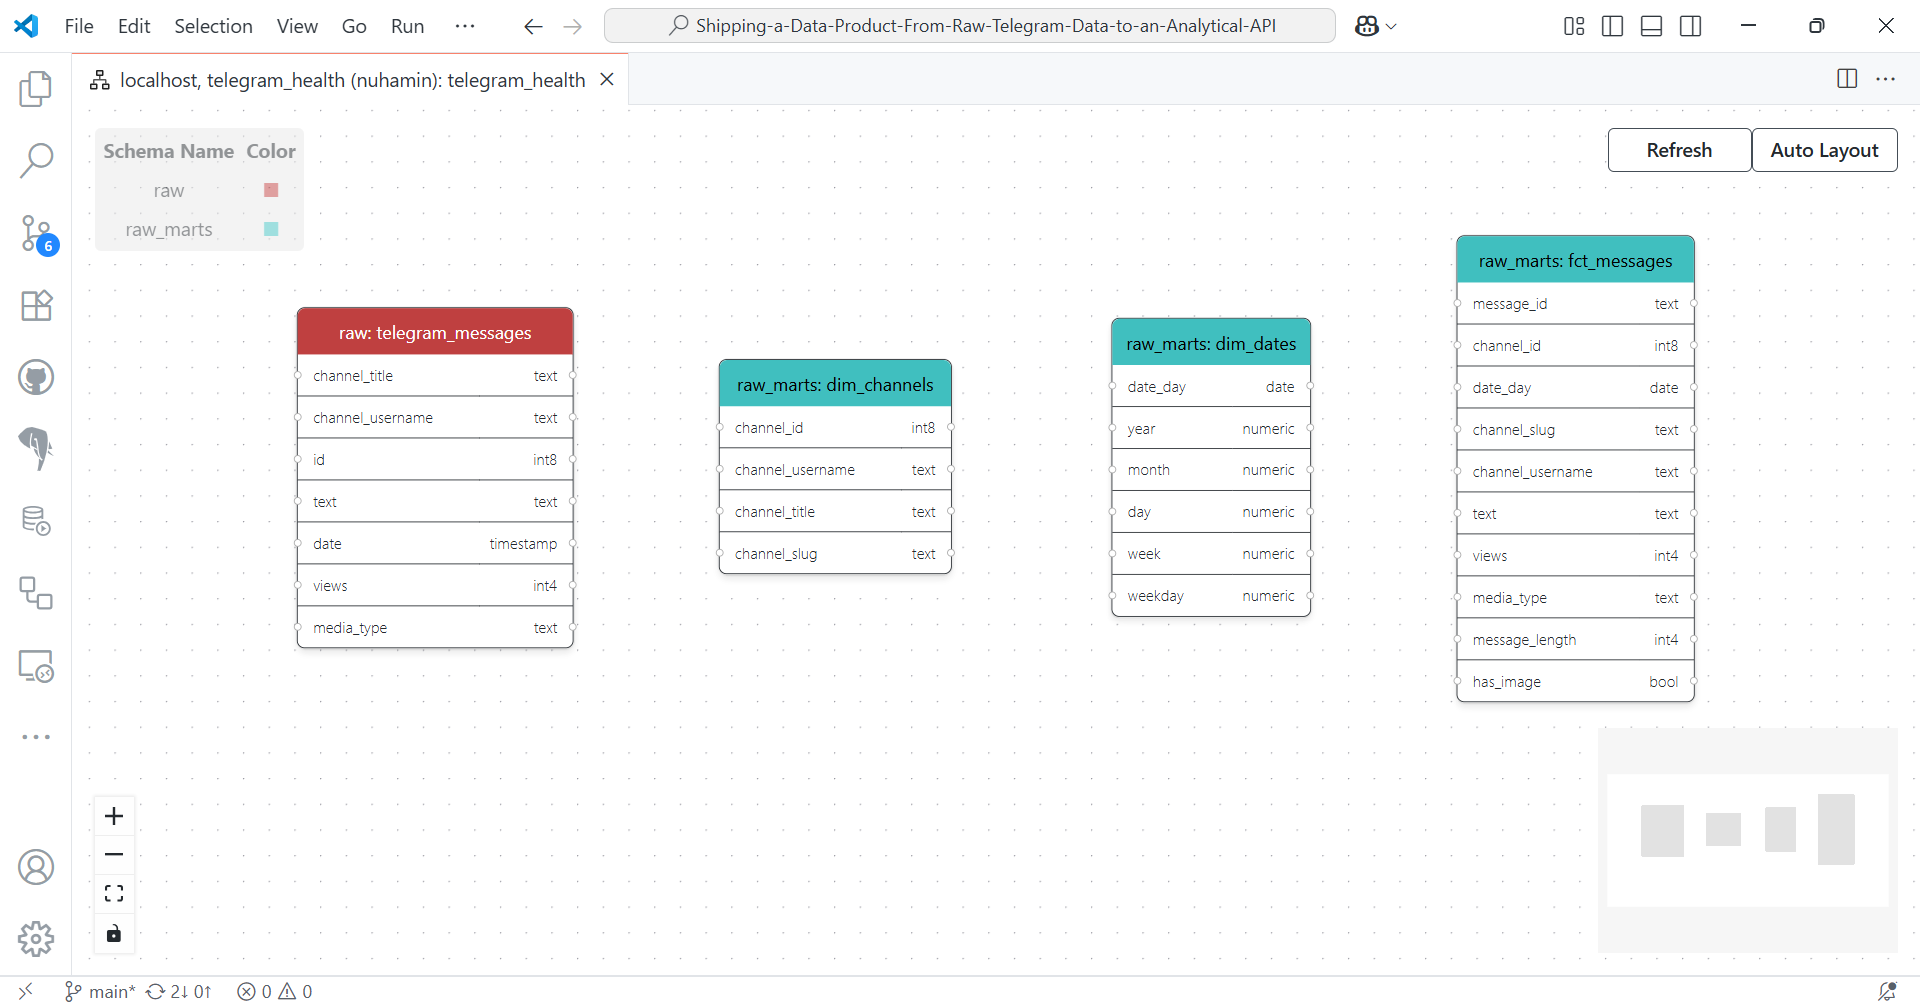 File Edit Selection View Go Run ···
Shipping-a-Data-Product-From-Raw-Telegram-Data-to-an-Analytical-API
localhost, telegram_health (nuhamin): telegram_health
Schema Name Color
raw
raw_marts
Refresh
Auto Layout
6
raw: telegram_messages
channel_title text
channel_username text
id int8
text text
date timestamp
views int4
media_type text
raw_marts: dim_channels
channel_id int8
channel_username text
channel_title text
channel_slug text
raw_marts: dim_dates
date_day date
year numeric
month numeric
day numeric
week numeric
weekday numeric
raw_marts: fct_messages
message_id text
channel_id int8
date_day date
channel_slug text
channel_username text
text text
views int4
media_type text
message_length int4
has_image bool
main* 2↓ 0↑ 0 0